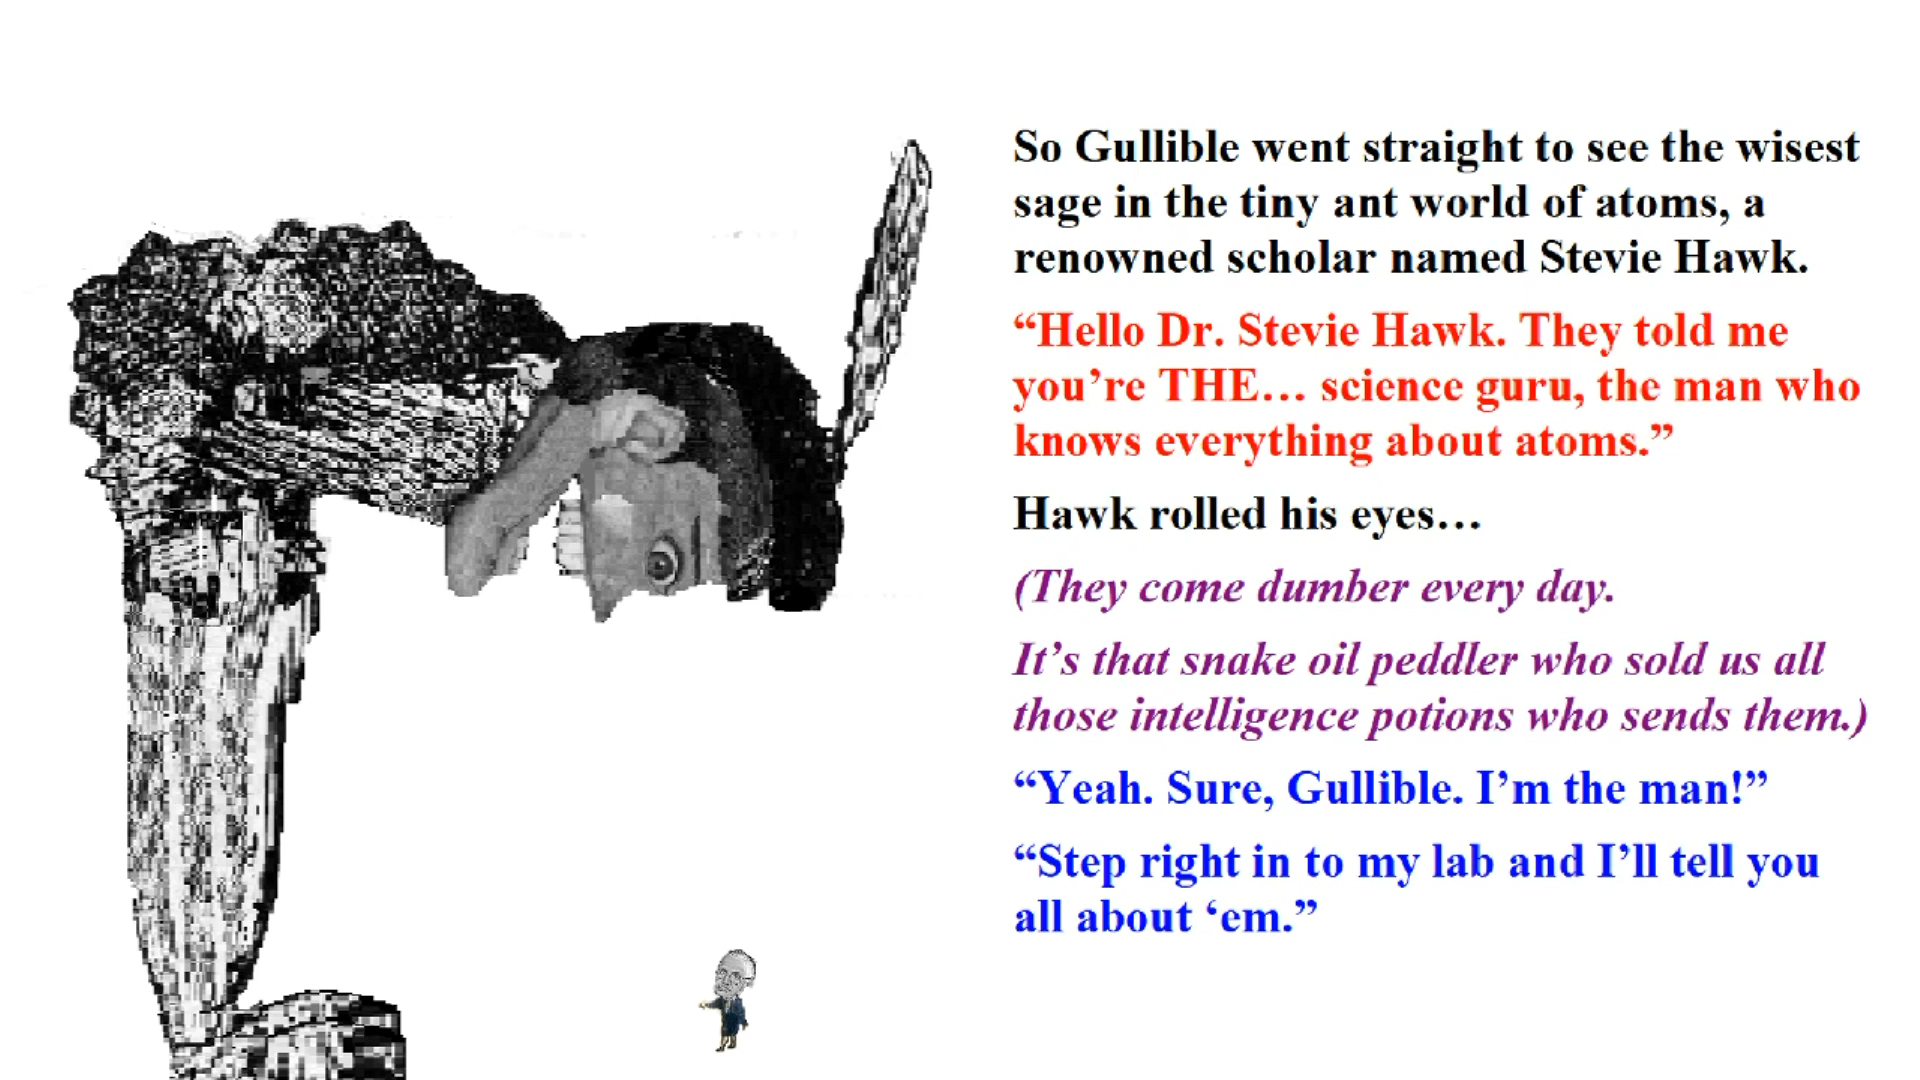 So Gullible went straight to see the wisest
sage in the tiny ant world of atoms, a
renowned scholar named Stevie Hawk.
“Hello Dr. Stevie Hawk. They told me
you’re THE… science guru, the man who
knows everything about atoms.”
Hawk rolled his eyes…
(They come dumber every day.
It’s that snake oil peddler who sold us all
those intelligence potions who sends them.)
“Yeah. Sure, Gullible. I’m the man!”
“Step right in to my lab and I’ll tell you
all about ‘em.”